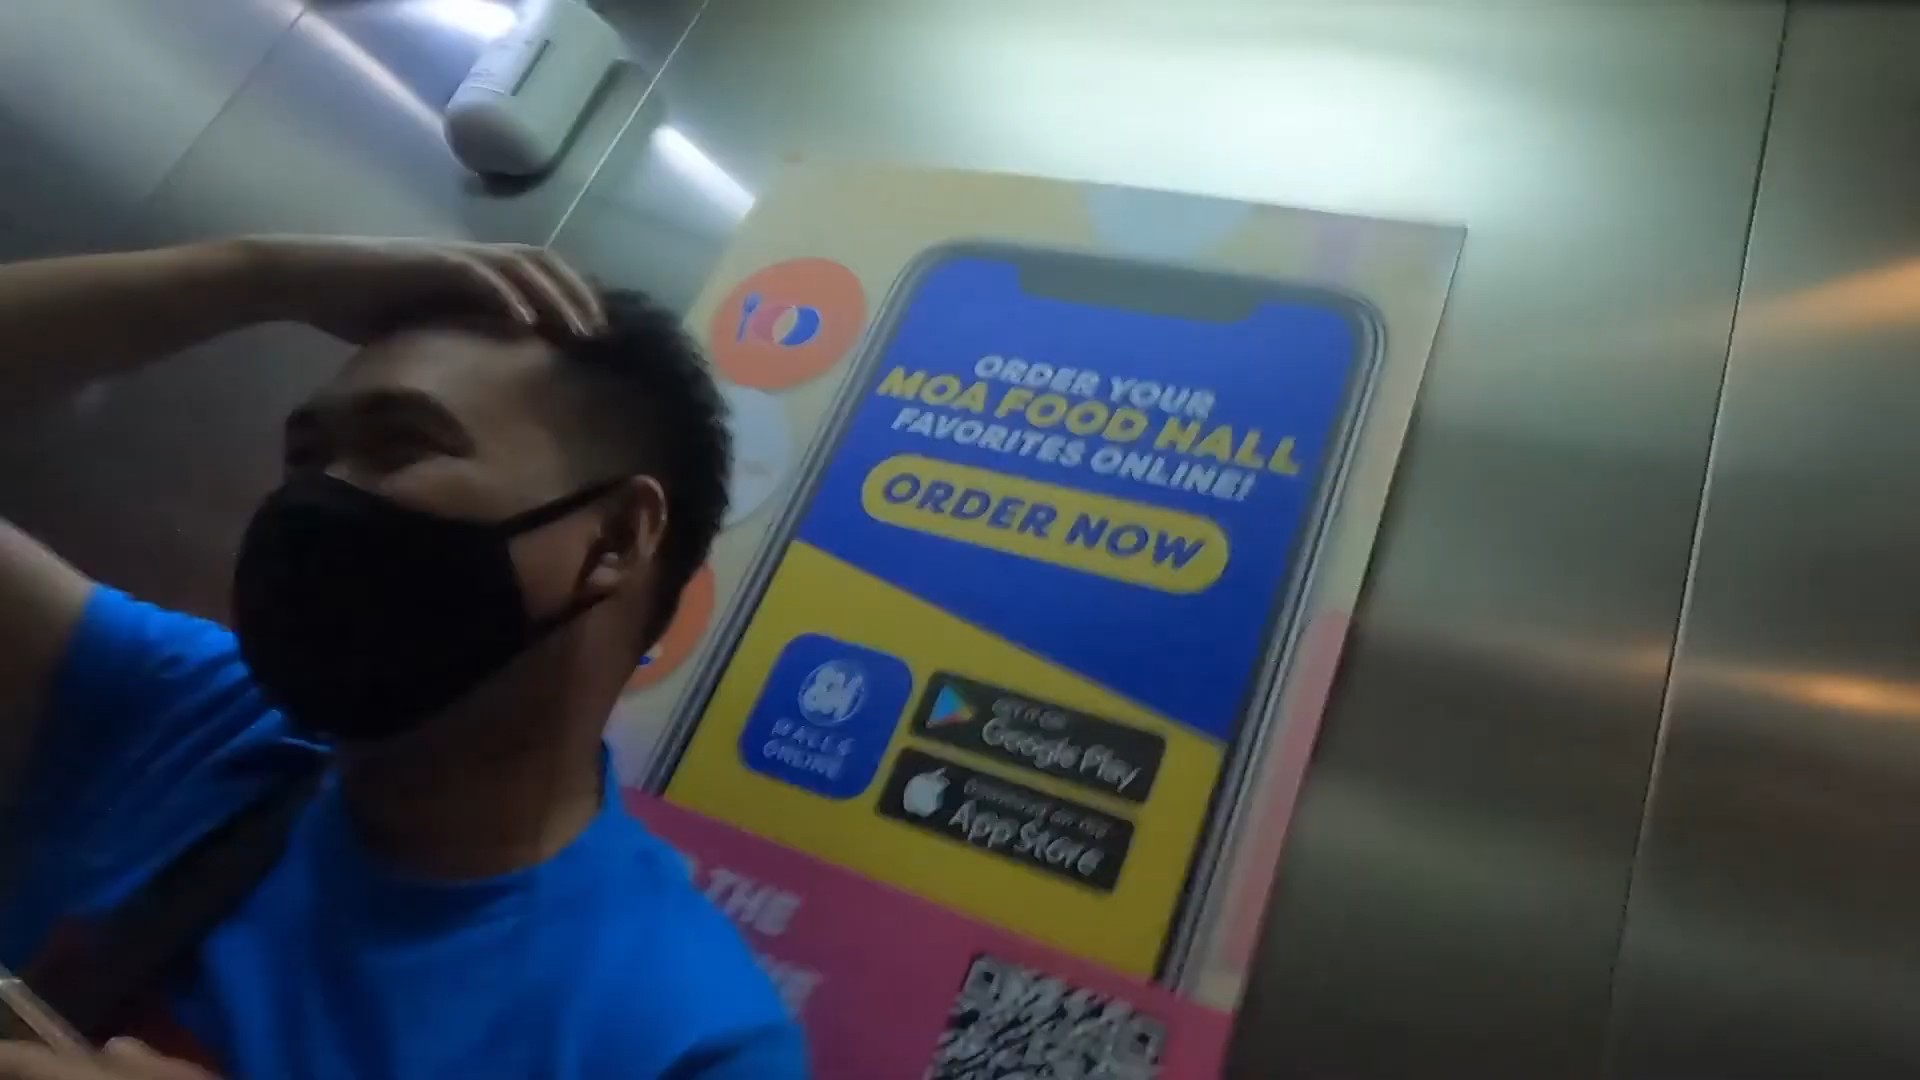 ORDER YOUR
MOA FOOD HALL
FAVORITES ONLINE!
ORDER NOW
SM
MALLS
ONLINE
GET IT ON
Google Play
Download on the
App Store
THE